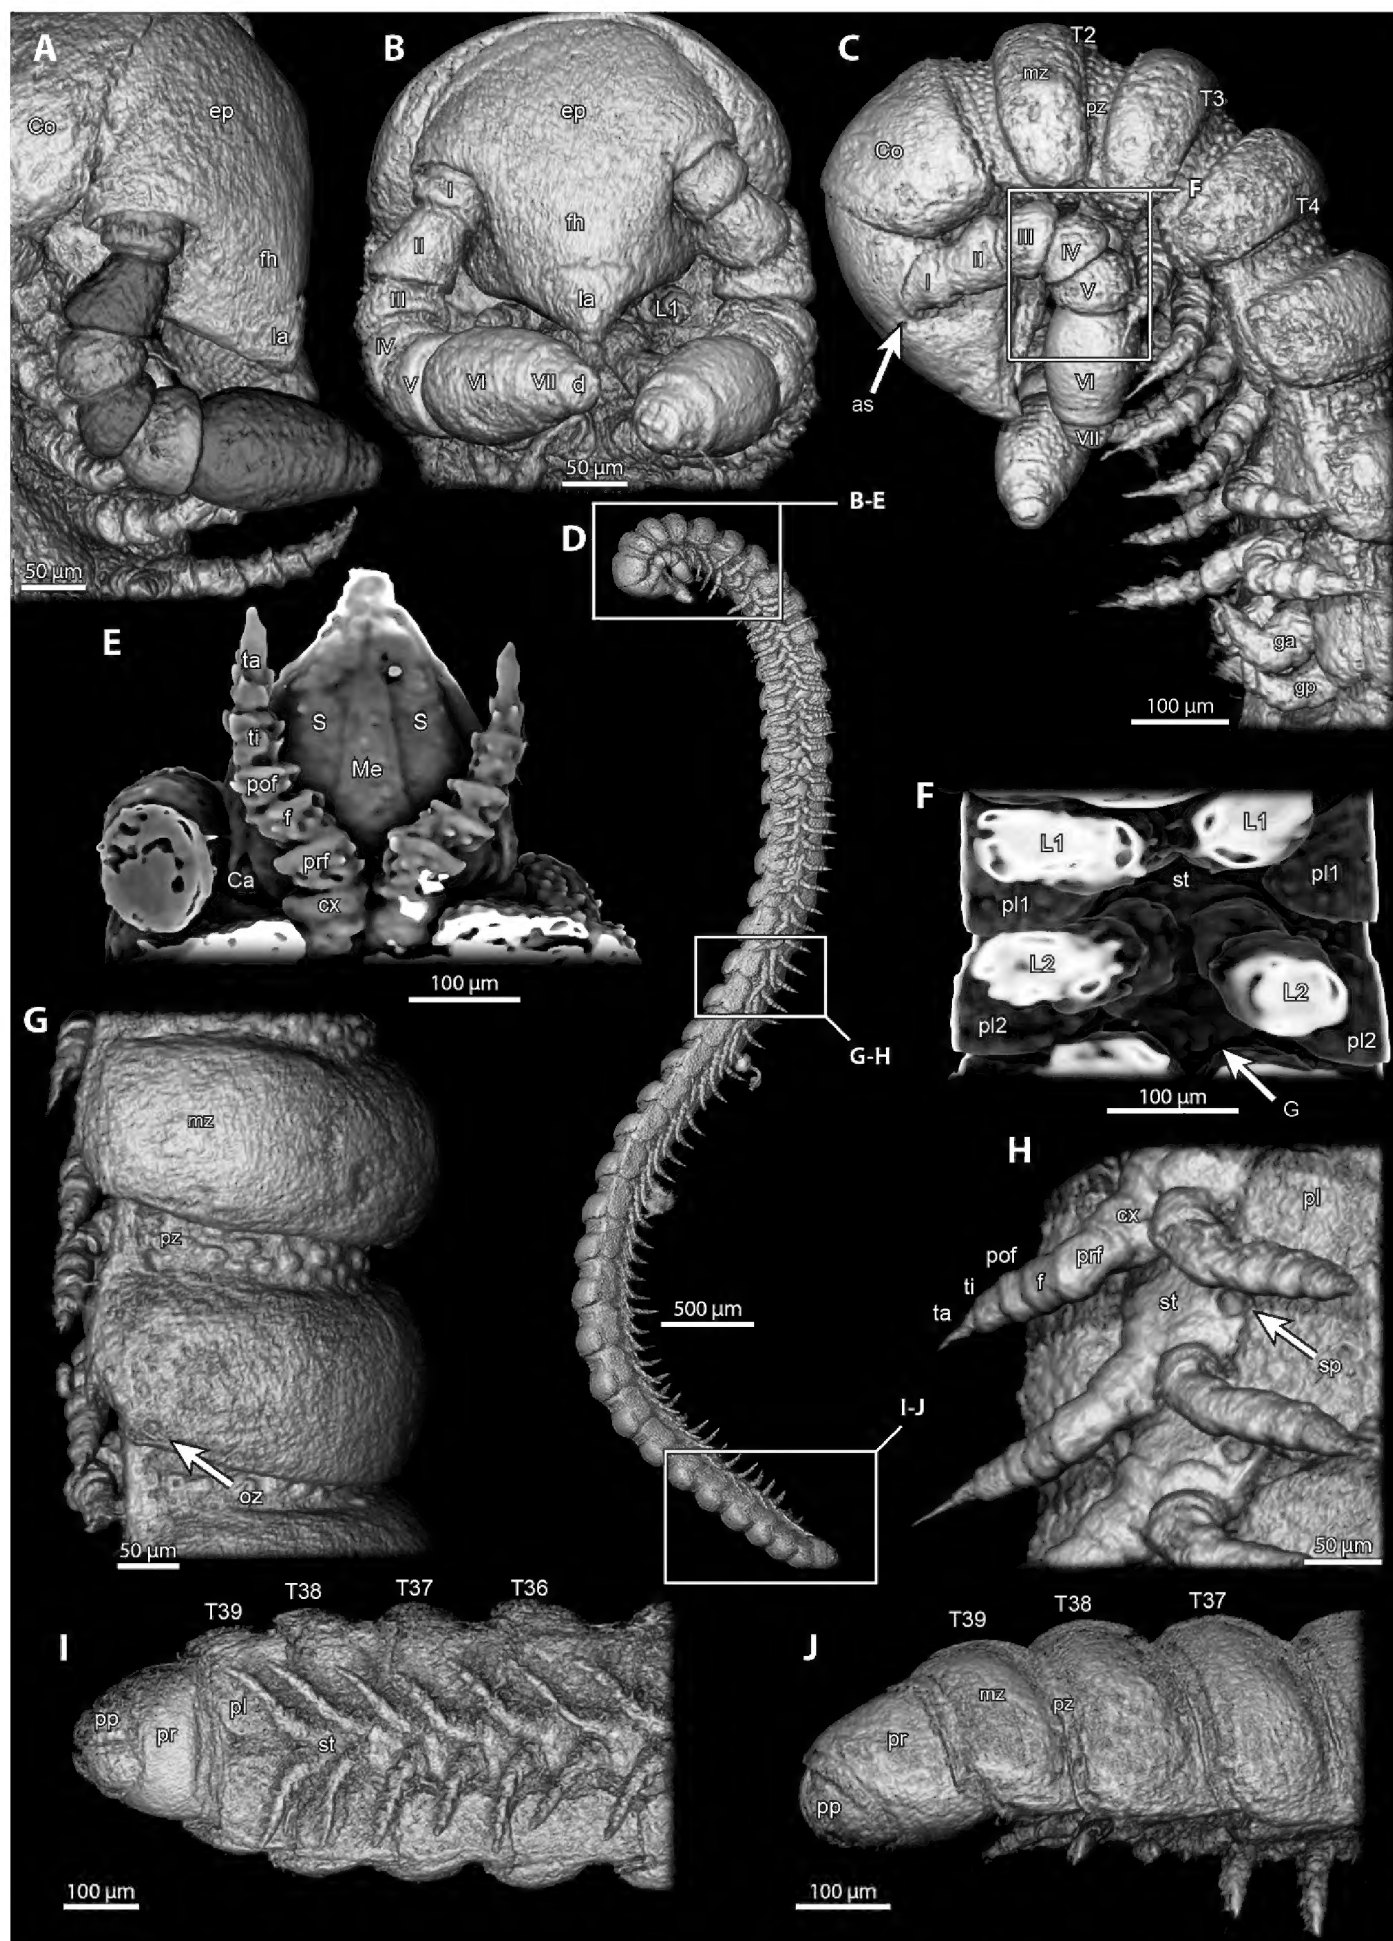 A
Co
ep
fh
la
50 µm
B
ep
I
fh
II
la
III
L1
IV
V
VI
VII
d
50 µm
C
T2
mz
pz
T3
Co
F
T4
III
II
IV
I
V
as
VI
VII
ga
gp
100 µm
D
B-E
G-H
500 µm
I-J
E
ta
S
S
ti
Me
pof
f
prf
Ca
cx
100 µm
F
L1
L1
st
pl1
pl1
L2
L2
pl2
pl2
100 µm
G
G
mz
pz
oz
50 µm
H
cx
pl
pof
prf
ti
f
st
ta
sp
50 µm
I
T39
T38
T37
T36
pl
pp
pr
st
100 µm
J
T39
T38
T37
mz
pz
pr
pp
100 µm